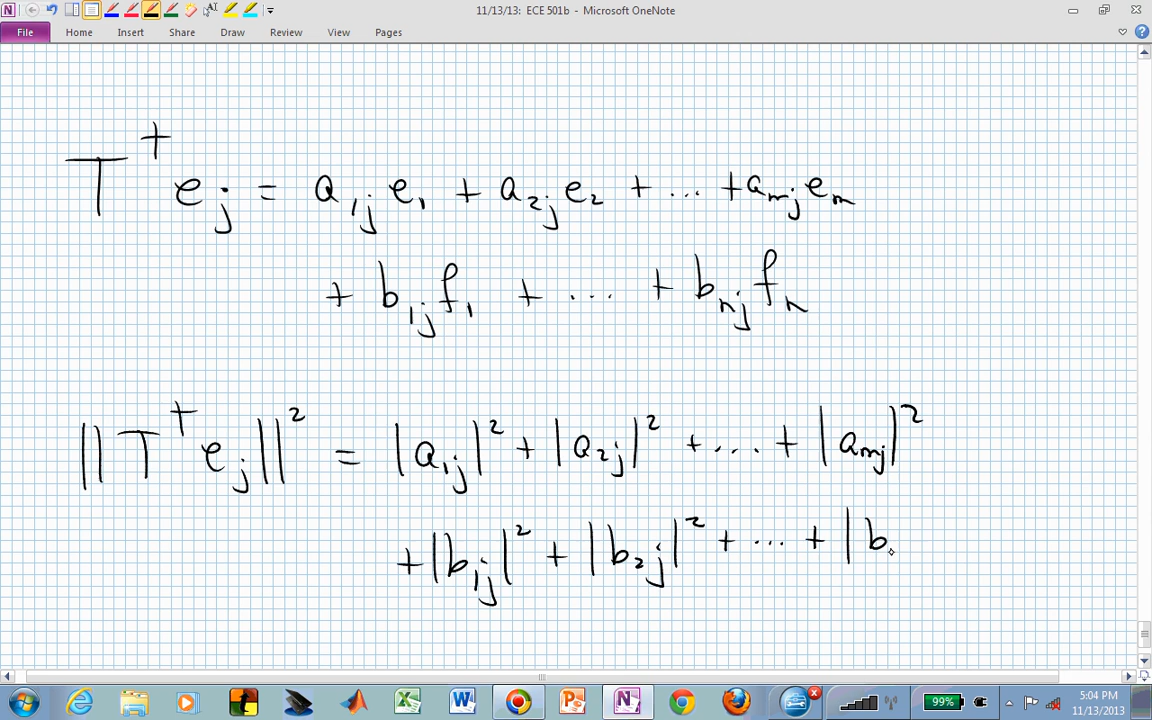 11/13/13: ECE 501b - Microsoft OneNote
File Home Insert Share Draw Review View Pages
T† e_j = a_1j e_1 + a_2j e_2 + ... + a_mj e_m
+ b_1j f_1 + ... + b_nj f_n
||T† e_j||² = |a_1j|² + |a_2j|² + ... + |a_mj|²
+ |b_1j|² + |b_2j|² + ... + |b
99%
5:04 PM
11/13/2013